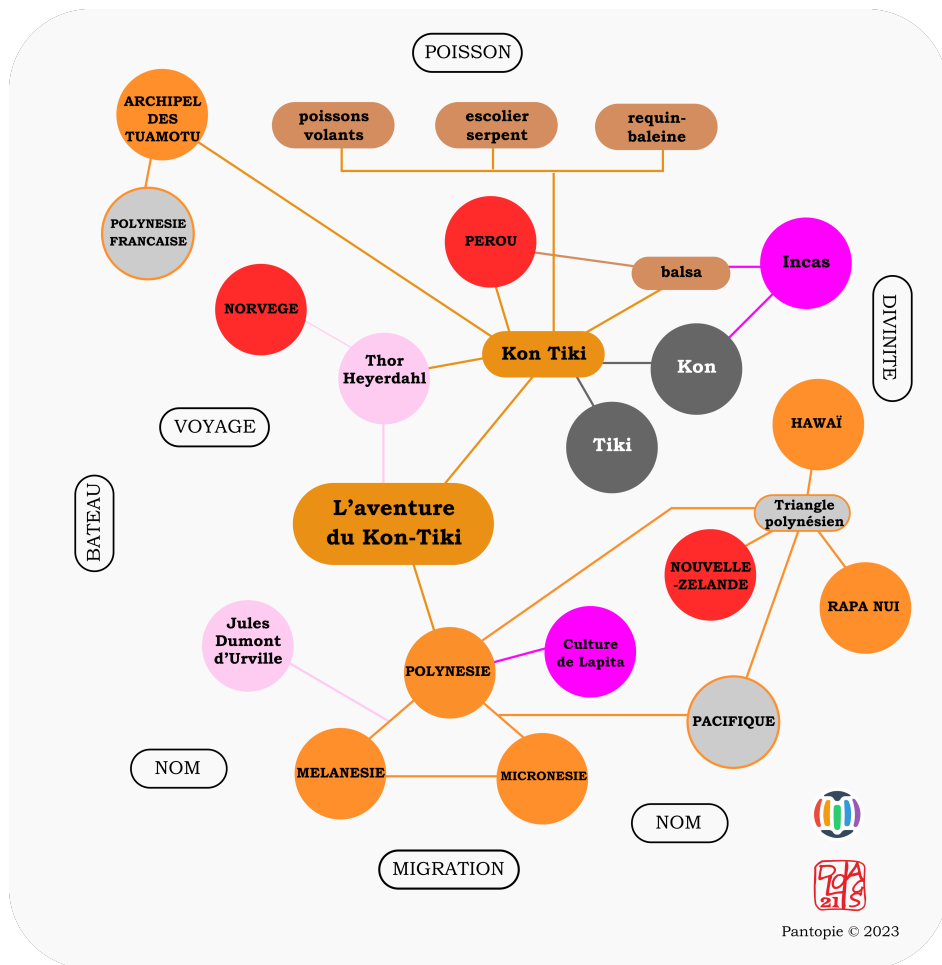 POISSON
ARCHIPEL
DES
TUAMOTU
poissons
volants
escolier
serpent
requin-
baleine
POLYNESIE
FRANCAISE
PEROU
balsa
Incas
NORVEGE
DIVINITE
Thor
Heyerdahl
Kon Tiki
Kon
VOYAGE
Tiki
HAWAÏ
BATEAU
L'aventure
du Kon-Tiki
Triangle
polynésien
NOUVELLE
-ZELANDE
RAPA NUI
Jules
Dumont
d'Urville
POLYNESIE
Culture
de Lapita
PACIFIQUE
NOM
MELANESIE
MICRONESIE
NOM
MIGRATION
21
Pantopie © 2023